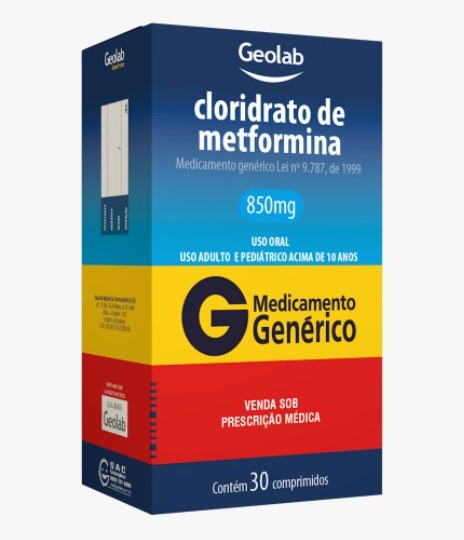 Geolab
cloridrato de
metformina
Medicamento genérico Lei nº 9.787, de 1999
850mg
USO ORAL
USO ADULTO E PEDIÁTRICO ACIMA DE 10 ANOS
G Medicamento
Genérico
VENDA SOB
PRESCRIÇÃO MÉDICA
Contém 30 comprimidos
Geolab
Geolab
SAC